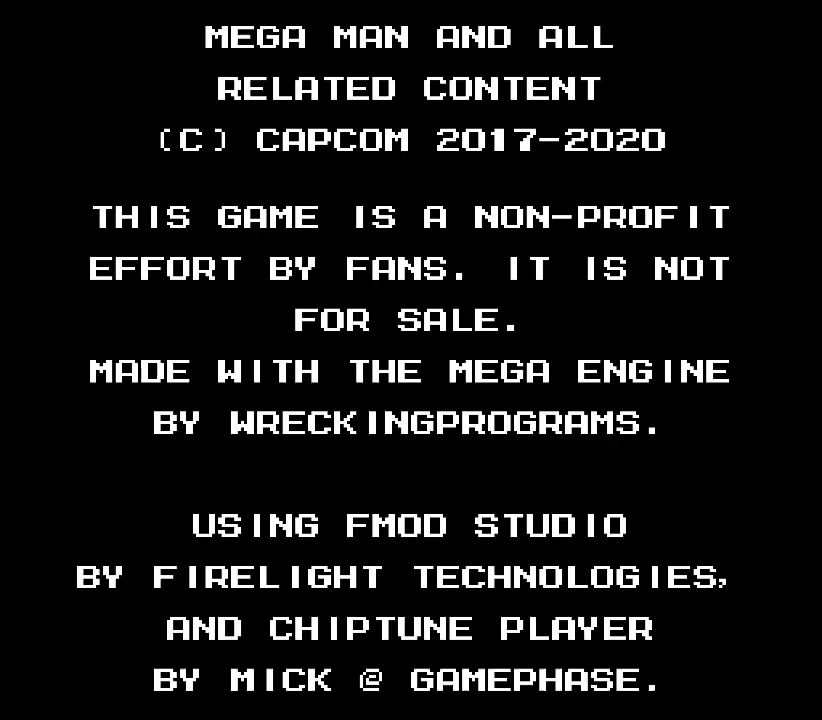 MEGA MAN AND ALL
RELATED CONTENT
(C) CAPCOM 2017-2020
THIS GAME IS A NON-PROFIT
EFFORT BY FANS. IT IS NOT
FOR SALE.
MADE WITH THE MEGA ENGINE
BY WRECKINGPROGRAMS.
USING FMOD STUDIO
BY FIRELIGHT TECHNOLOGIES,
AND CHIPTUNE PLAYER
BY MICK @ GAMEPHASE.